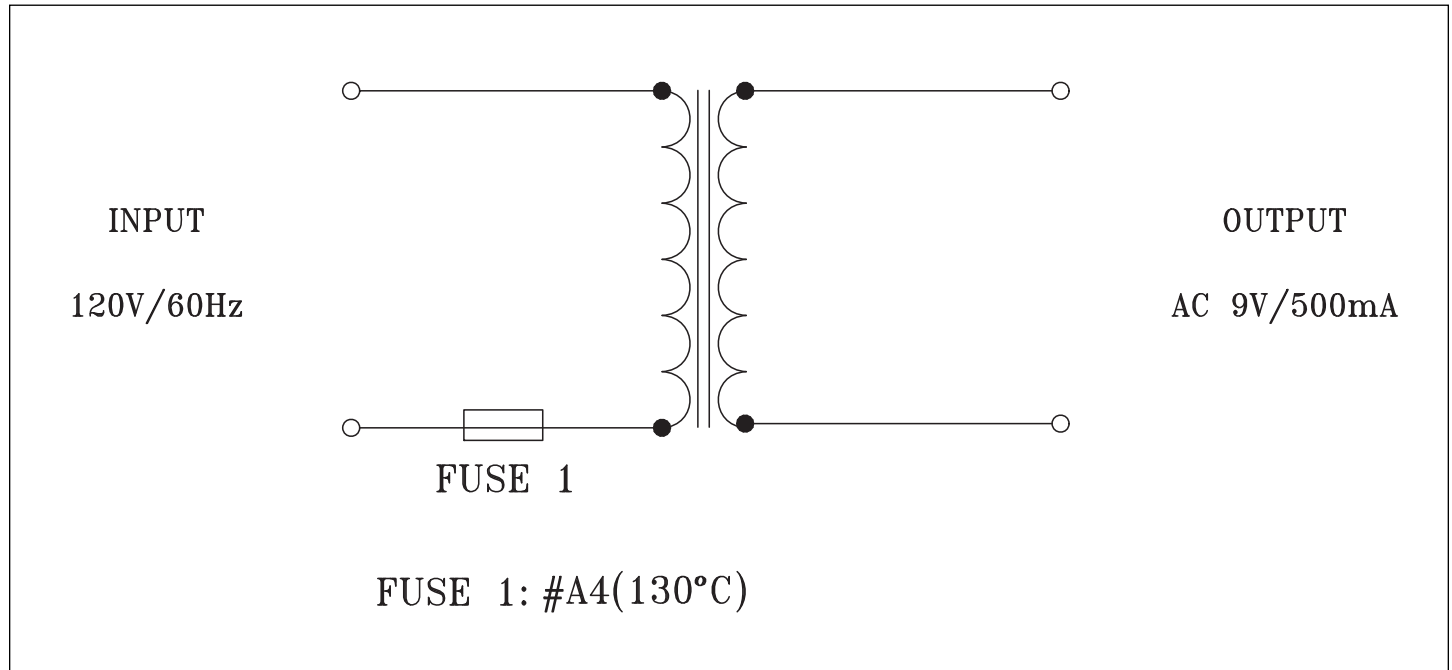 INPUT
120V/60Hz
OUTPUT
AC 9V/500mA
FUSE 1
FUSE 1: #A4(130°C)